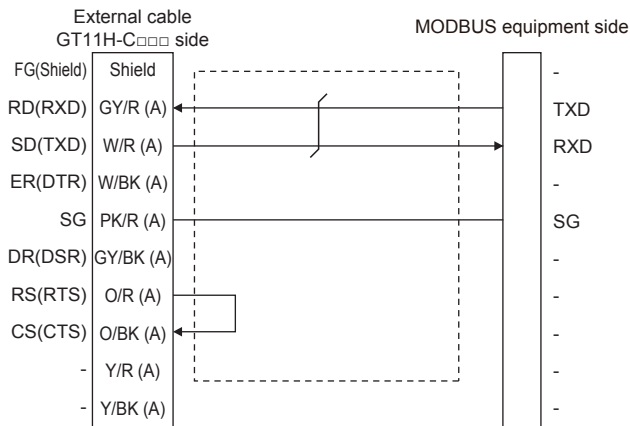 External cable
GT11H-C□□□ side
MODBUS equipment side
FG(Shield) Shield -
RD(RXD) GY/R (A) TXD
SD(TXD) W/R (A) RXD
ER(DTR) W/BK (A) -
SG PK/R (A) SG
DR(DSR) GY/BK (A) -
RS(RTS) O/R (A) -
CS(CTS) O/BK (A) -
- Y/R (A) -
- Y/BK (A) -